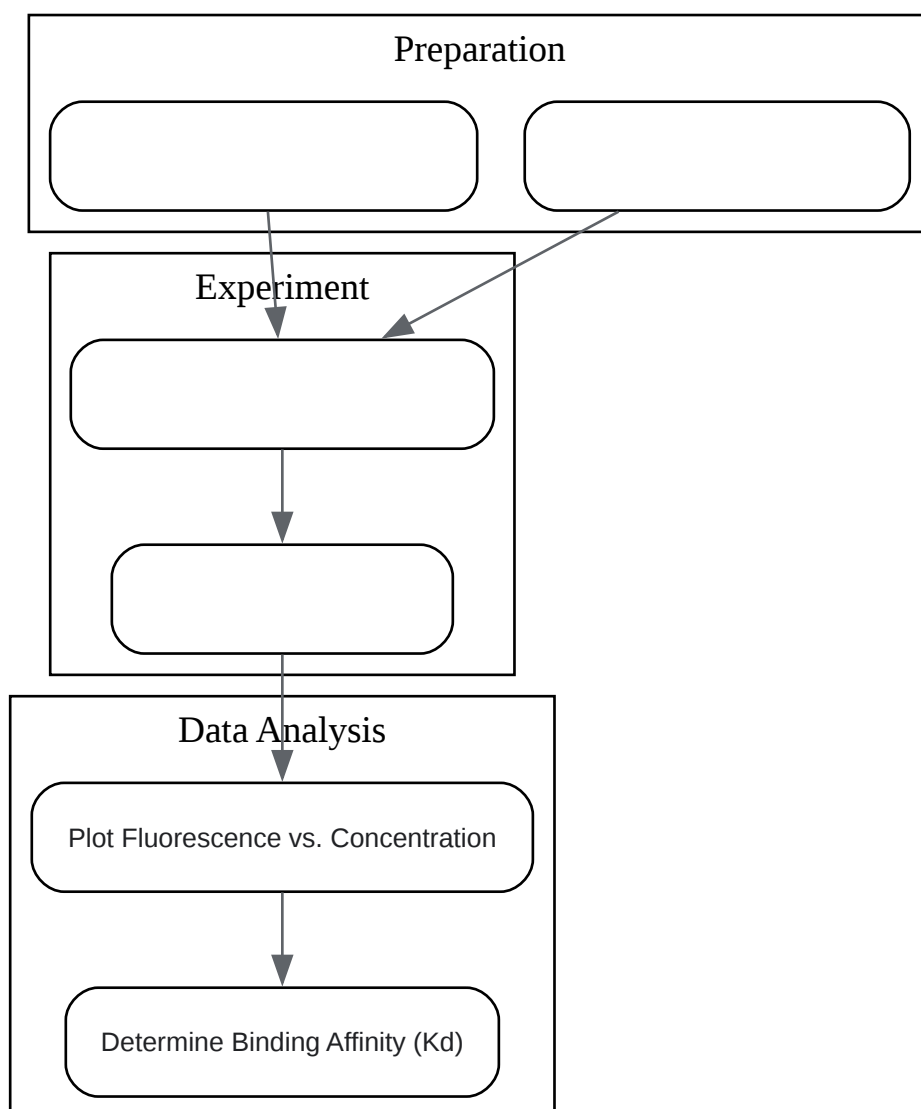 Preparation
Experiment
Data Analysis
Plot Fluorescence vs. Concentration
Determine Binding Affinity (Kd)